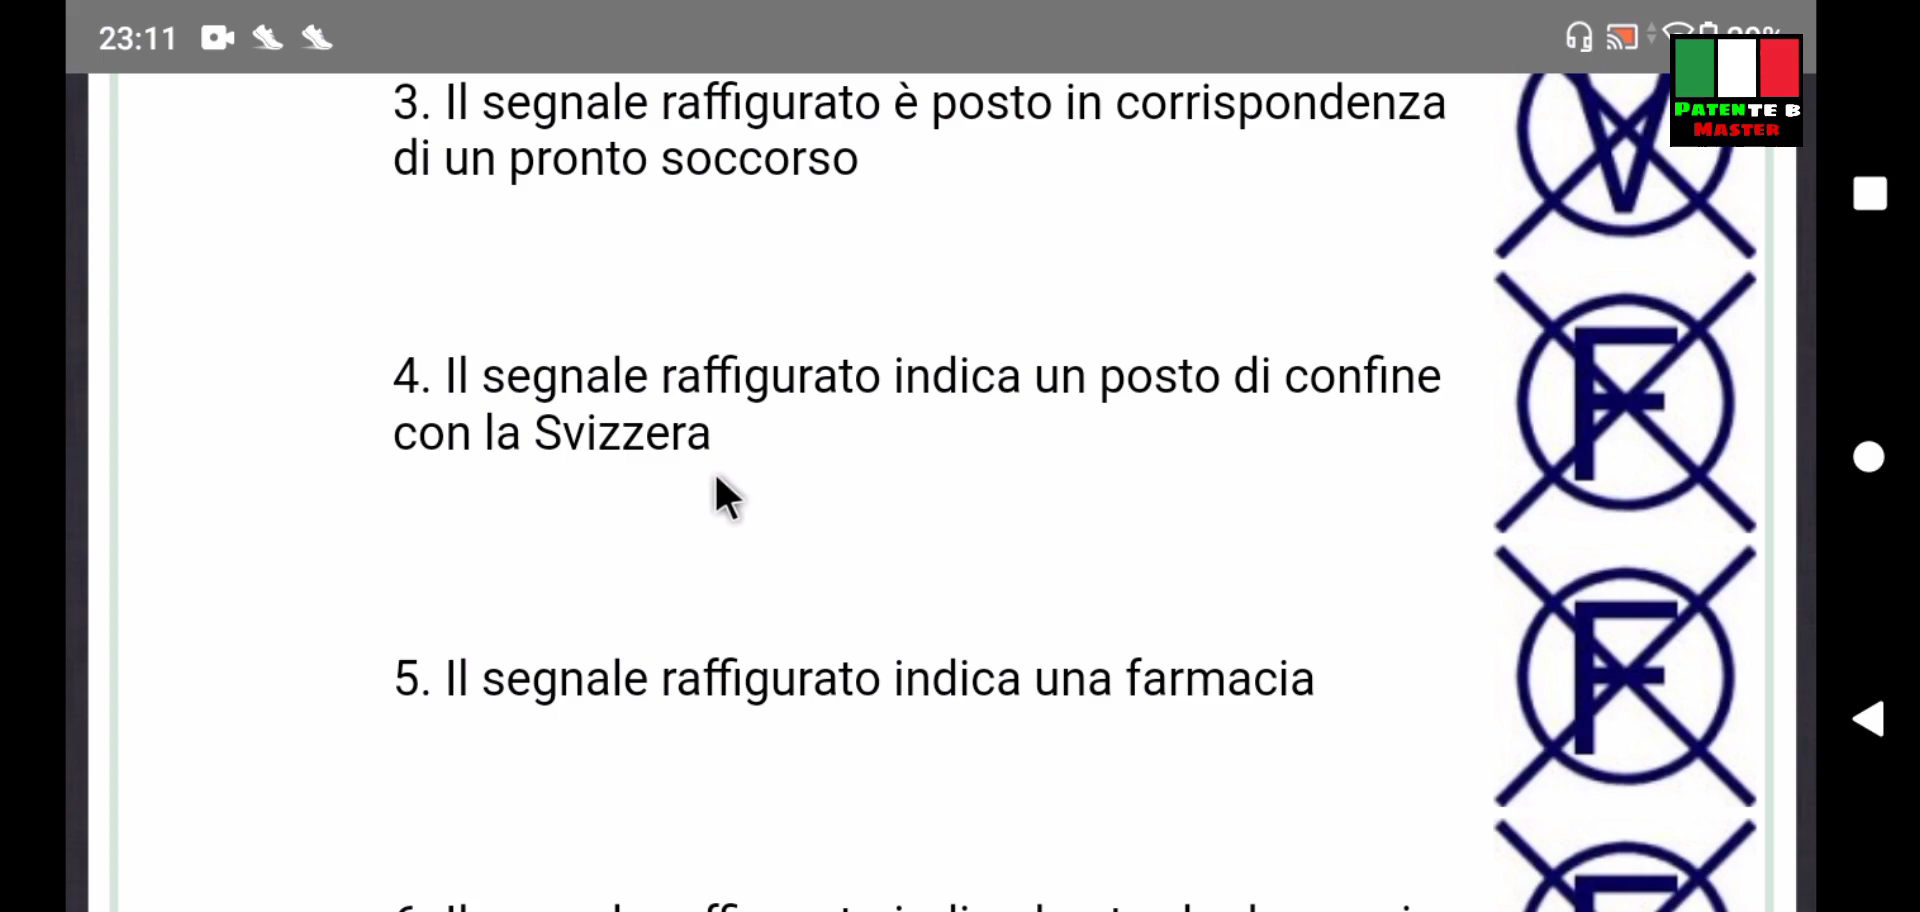 23:11
PATENTE B
MASTER
3. Il segnale raffigurato è posto in corrispondenza
di un pronto soccorso
V
4. Il segnale raffigurato indica un posto di confine
con la Svizzera
F
5. Il segnale raffigurato indica una farmacia
F